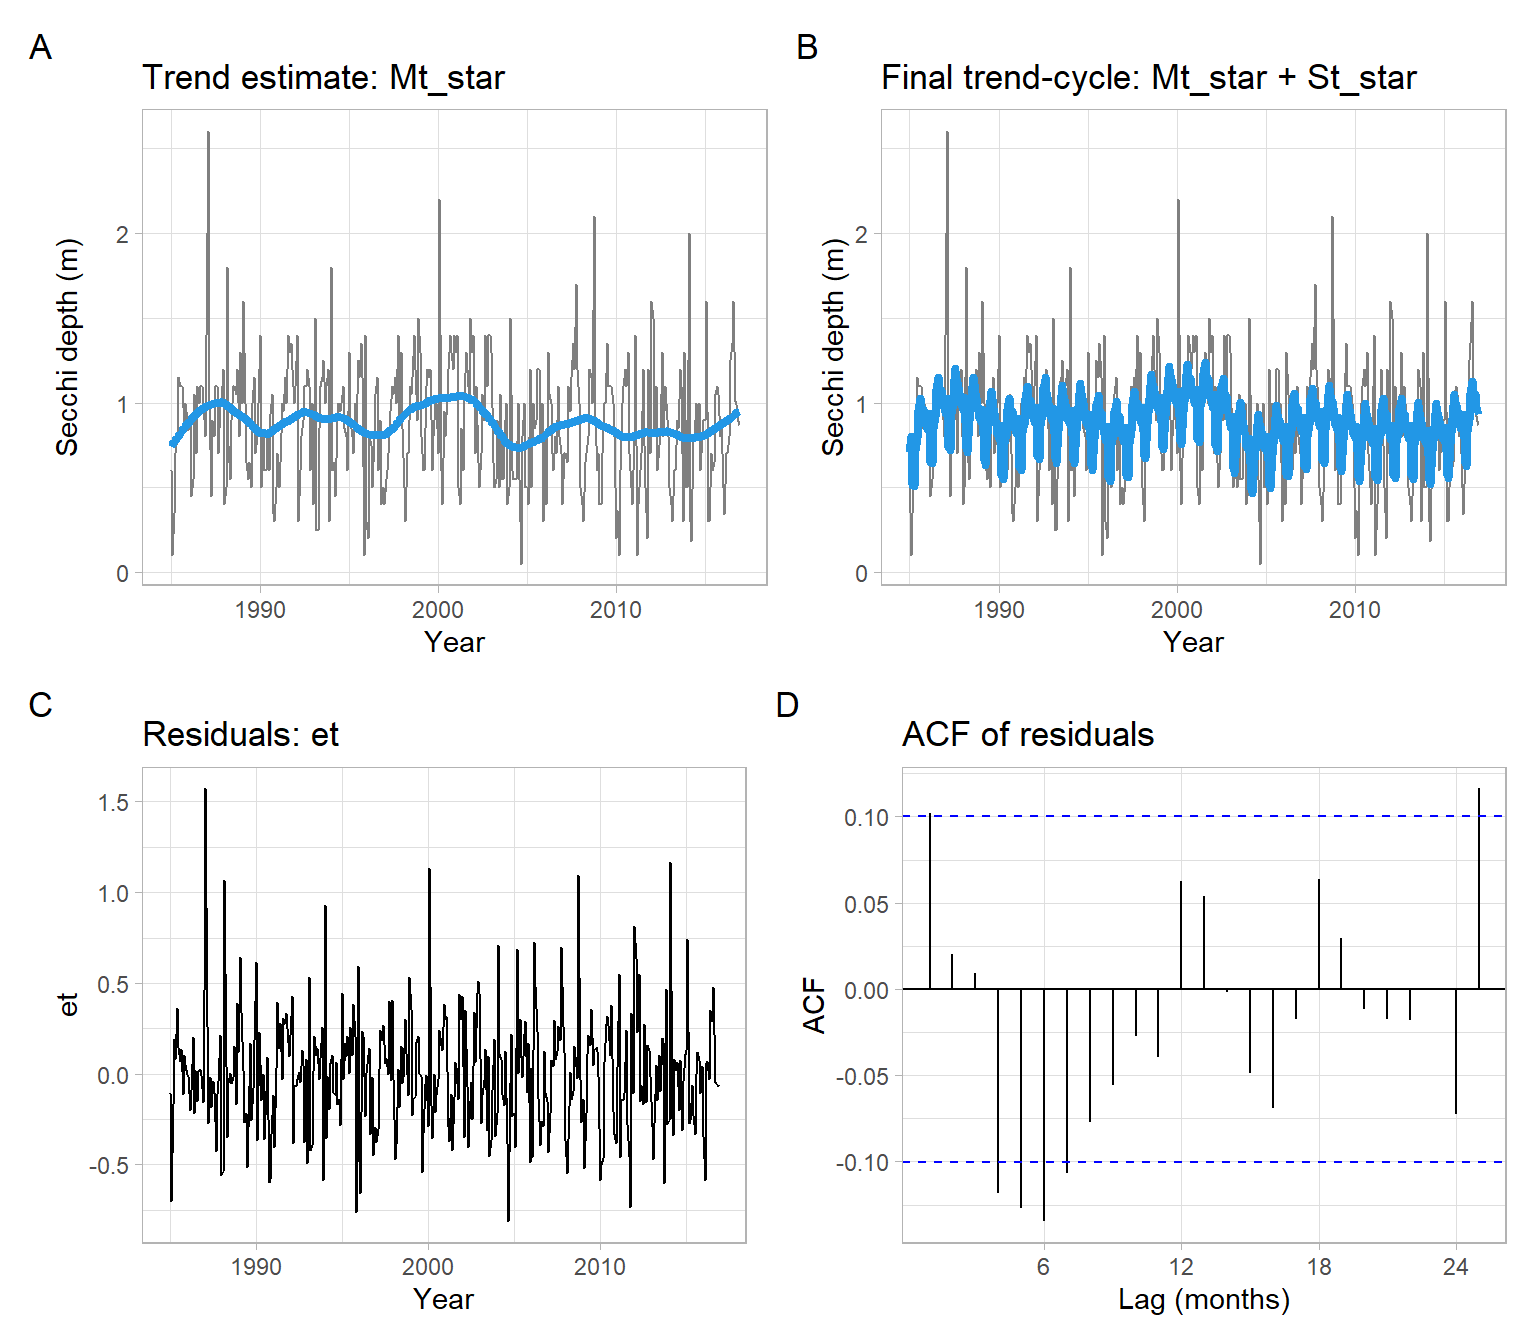 A
Trend estimate: Mt_star
Secchi depth (m)
2
1
0
1990 2000 2010
Year
B
Final trend-cycle: Mt_star + St_star
Secchi depth (m)
2
1
0
1990 2000 2010
Year
C
Residuals: et
et
1.5
1.0
0.5
0.0
-0.5
1990 2000 2010
Year
D
ACF of residuals
ACF
0.10
0.05
0.00
-0.05
-0.10
6 12 18 24
Lag (months)